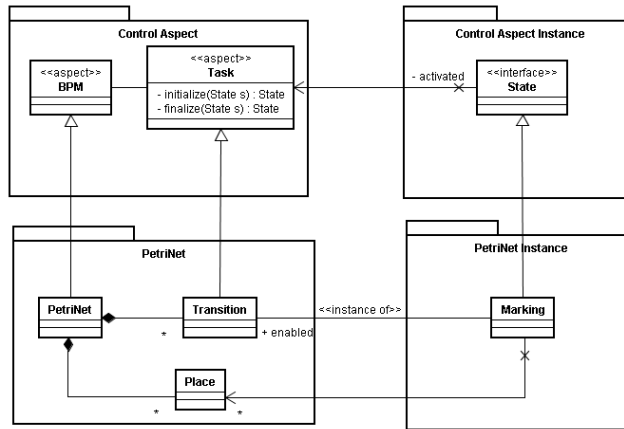 Control Aspect
Control Aspect Instance
<<aspect>>
BPM
<<aspect>>
Task
- initialize(State s) : State
- finalize(State s) : State
- activated
<<interface>>
State
PetriNet
PetriNet Instance
PetriNet
Transition
<<instance of>>
Marking
*
+ enabled
Place
*
*